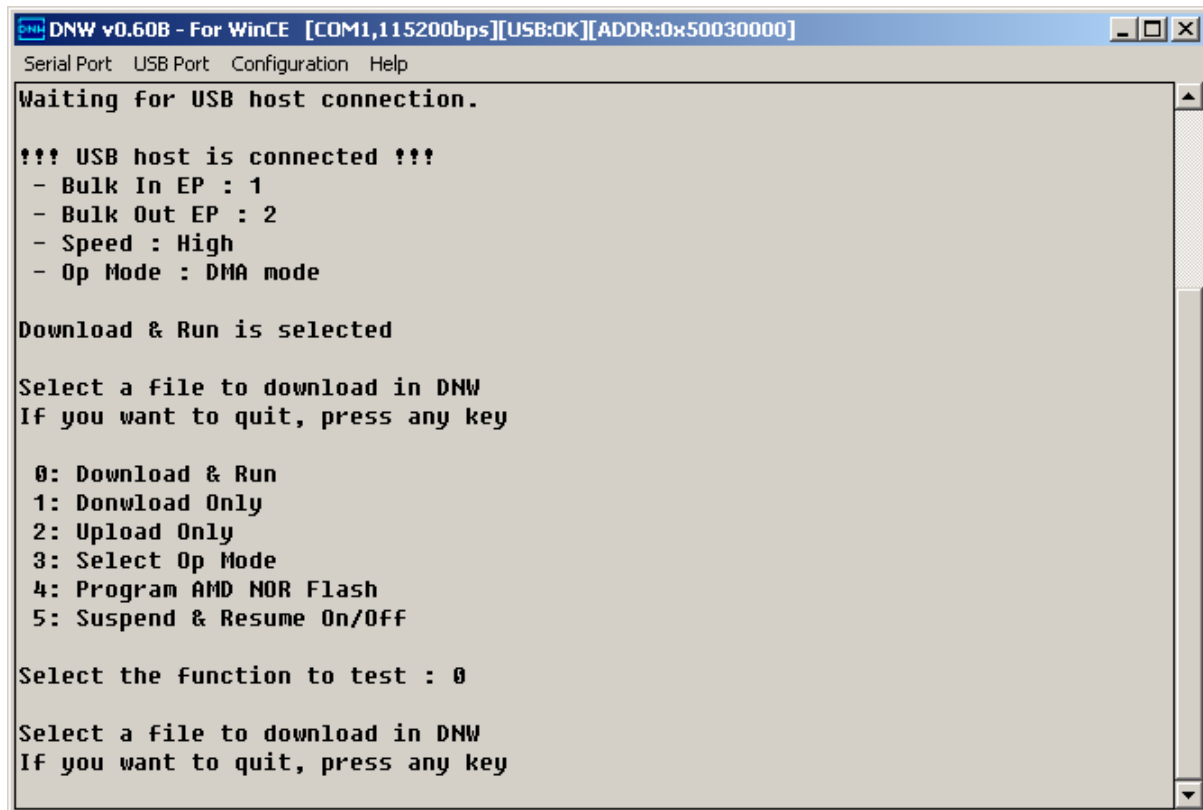 DNW v0.60B - For WinCE [COM1,115200bps][USB:OK][ADDR:0x50030000]
Serial Port USB Port Configuration Help
Waiting for USB host connection.
!!! USB host is connected !!!
- Bulk In EP : 1
- Bulk Out EP : 2
- Speed : High
- Op Mode : DMA mode
Download & Run is selected
Select a file to download in DNW
If you want to quit, press any key
0: Download & Run
1: Donwload Only
2: Upload Only
3: Select Op Mode
4: Program AMD NOR Flash
5: Suspend & Resume On/Off
Select the function to test : 0
Select a file to download in DNW
If you want to quit, press any key